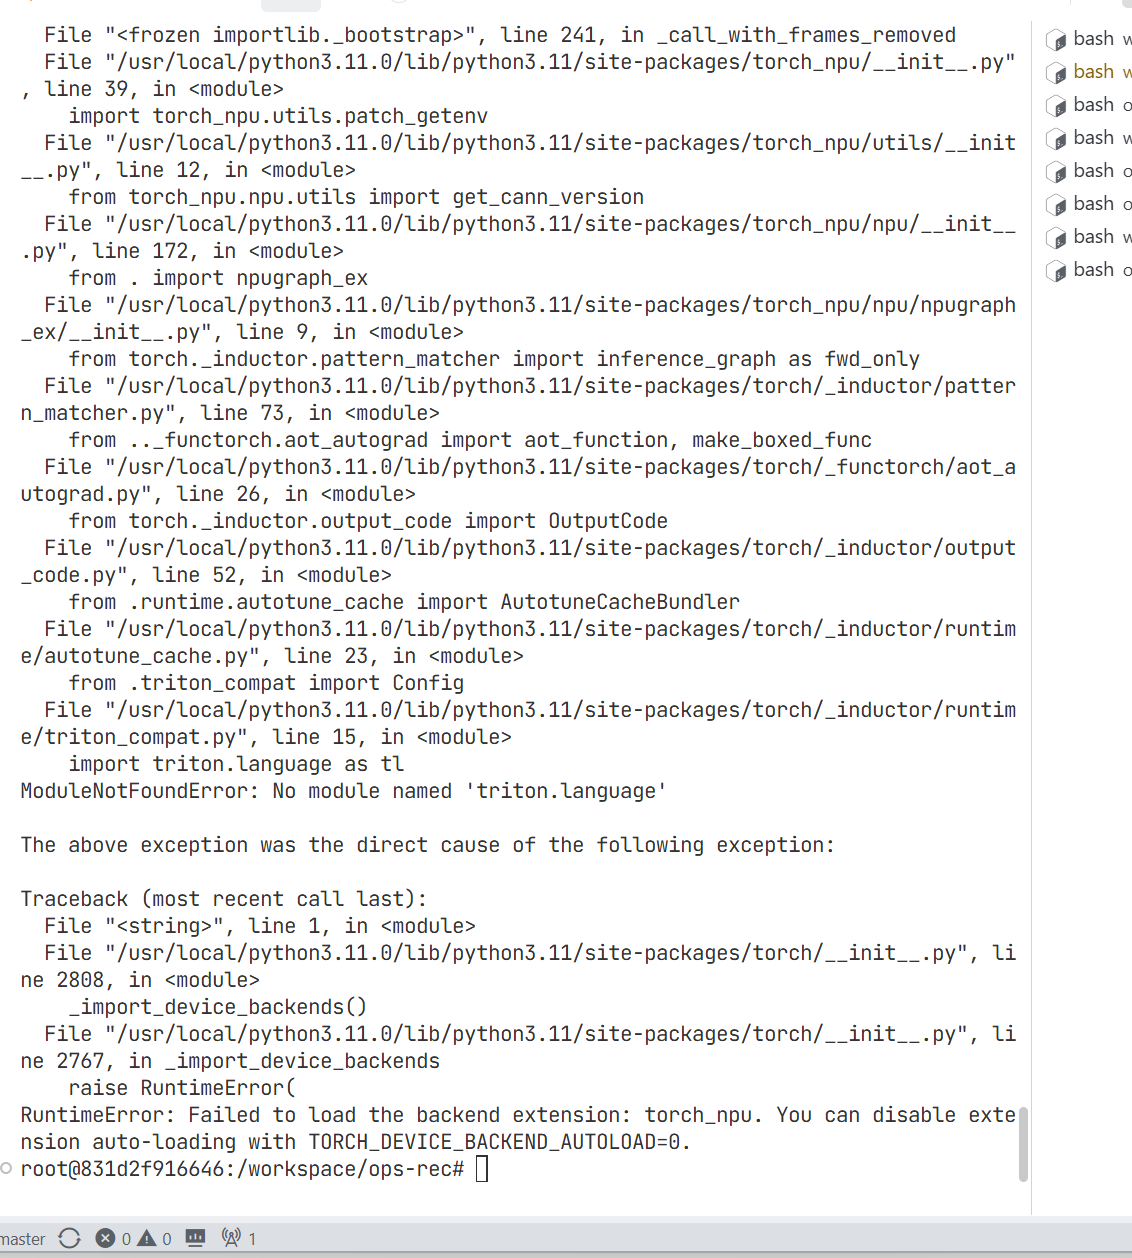 File "<frozen importlib._bootstrap>", line 241, in _call_with_frames_removed
File "/usr/local/python3.11.0/lib/python3.11/site-packages/torch_npu/__init__.py"
, line 39, in <module>
import torch_npu.utils.patch_getenv
File "/usr/local/python3.11.0/lib/python3.11/site-packages/torch_npu/utils/__init
__.py", line 12, in <module>
from torch_npu.npu.utils import get_cann_version
File "/usr/local/python3.11.0/lib/python3.11/site-packages/torch_npu/npu/__init__
.py", line 172, in <module>
from . import npugraph_ex
File "/usr/local/python3.11.0/lib/python3.11/site-packages/torch_npu/npu/npugraph
_ex/__init__.py", line 9, in <module>
from torch._inductor.pattern_matcher import inference_graph as fwd_only
File "/usr/local/python3.11.0/lib/python3.11/site-packages/torch/_inductor/patter
n_matcher.py", line 73, in <module>
from .._functorch.aot_autograd import aot_function, make_boxed_func
File "/usr/local/python3.11.0/lib/python3.11/site-packages/torch/_functorch/aot_a
utograd.py", line 26, in <module>
from torch._inductor.output_code import OutputCode
File "/usr/local/python3.11.0/lib/python3.11/site-packages/torch/_inductor/output
_code.py", line 52, in <module>
from .runtime.autotune_cache import AutotuneCacheBundler
File "/usr/local/python3.11.0/lib/python3.11/site-packages/torch/_inductor/runtim
e/autotune_cache.py", line 23, in <module>
from .triton_compat import Config
File "/usr/local/python3.11.0/lib/python3.11/site-packages/torch/_inductor/runtim
e/triton_compat.py", line 15, in <module>
import triton.language as tl
ModuleNotFoundError: No module named 'triton.language'
The above exception was the direct cause of the following exception:
Traceback (most recent call last):
File "<string>", line 1, in <module>
File "/usr/local/python3.11.0/lib/python3.11/site-packages/torch/__init__.py", li
ne 2808, in <module>
_import_device_backends()
File "/usr/local/python3.11.0/lib/python3.11/site-packages/torch/__init__.py", li
ne 2767, in _import_device_backends
raise RuntimeError(
RuntimeError: Failed to load the backend extension: torch_npu. You can disable exte
nsion auto-loading with TORCH_DEVICE_BACKEND_AUTOLOAD=0.
root@831d2f916646:/workspace/ops-rec#
bash w
bash w
bash o
bash w
bash o
bash o
bash w
bash o
master 0 0 1